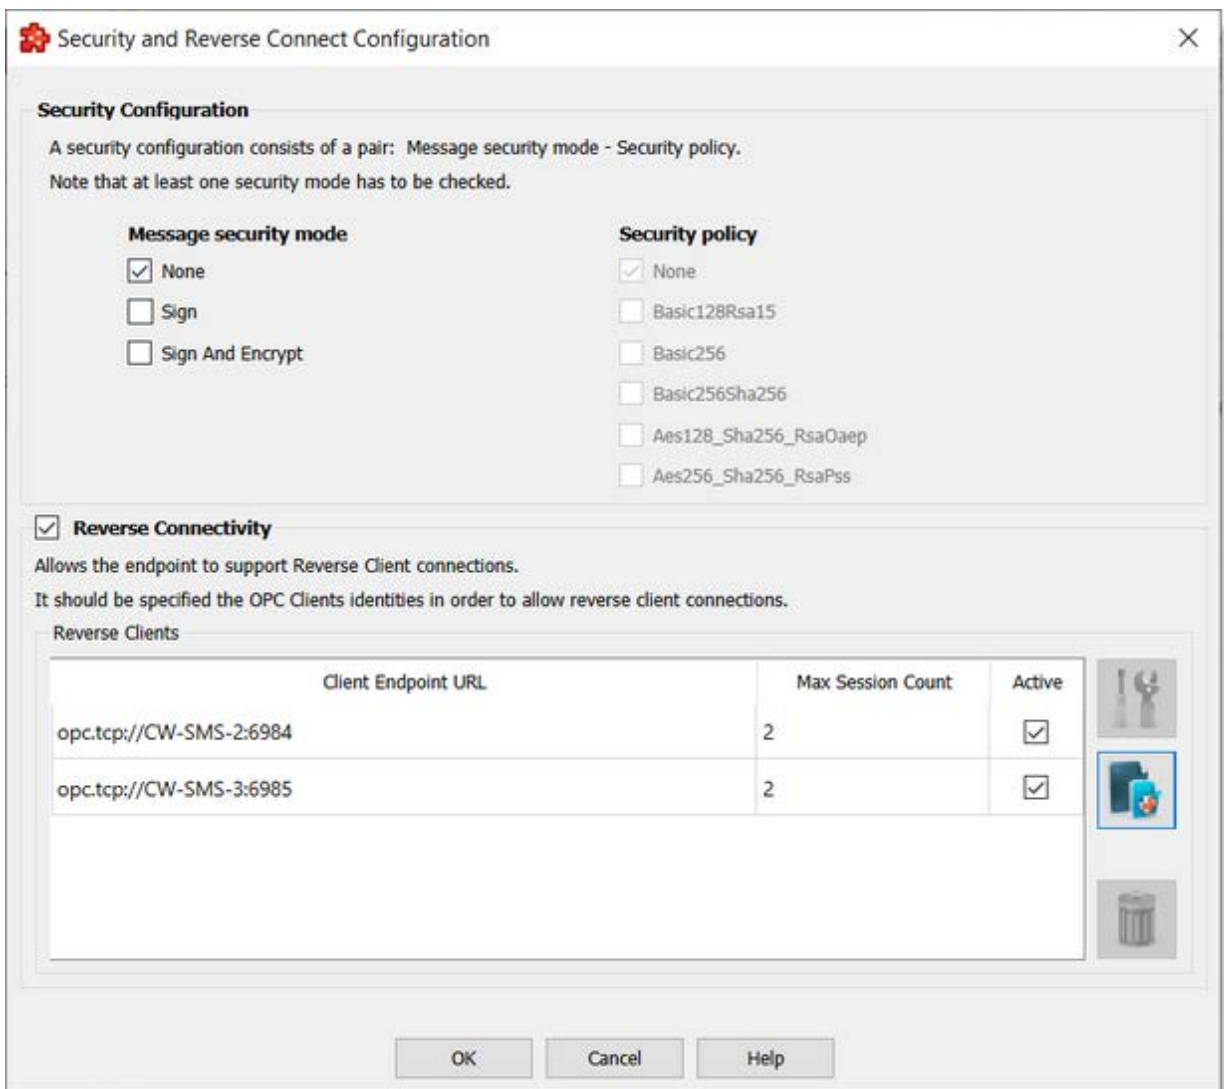 Security and Reverse Connect Configuration
Security Configuration
A security configuration consists of a pair: Message security mode - Security policy.
Note that at least one security mode has to be checked.
Message security mode
None
Sign
Sign And Encrypt
Security policy
None
Basic128Rsa15
Basic256
Basic256Sha256
Aes128_Sha256_RsaOaep
Aes256_Sha256_RsaPss
Reverse Connectivity
Allows the endpoint to support Reverse Client connections.
It should be specified the OPC Clients identities in order to allow reverse client connections.
Reverse Clients
Client Endpoint URL Max Session Count Active
opc.tcp://CW-SMS-2:6984 2
opc.tcp://CW-SMS-3:6985 2
OK Cancel Help